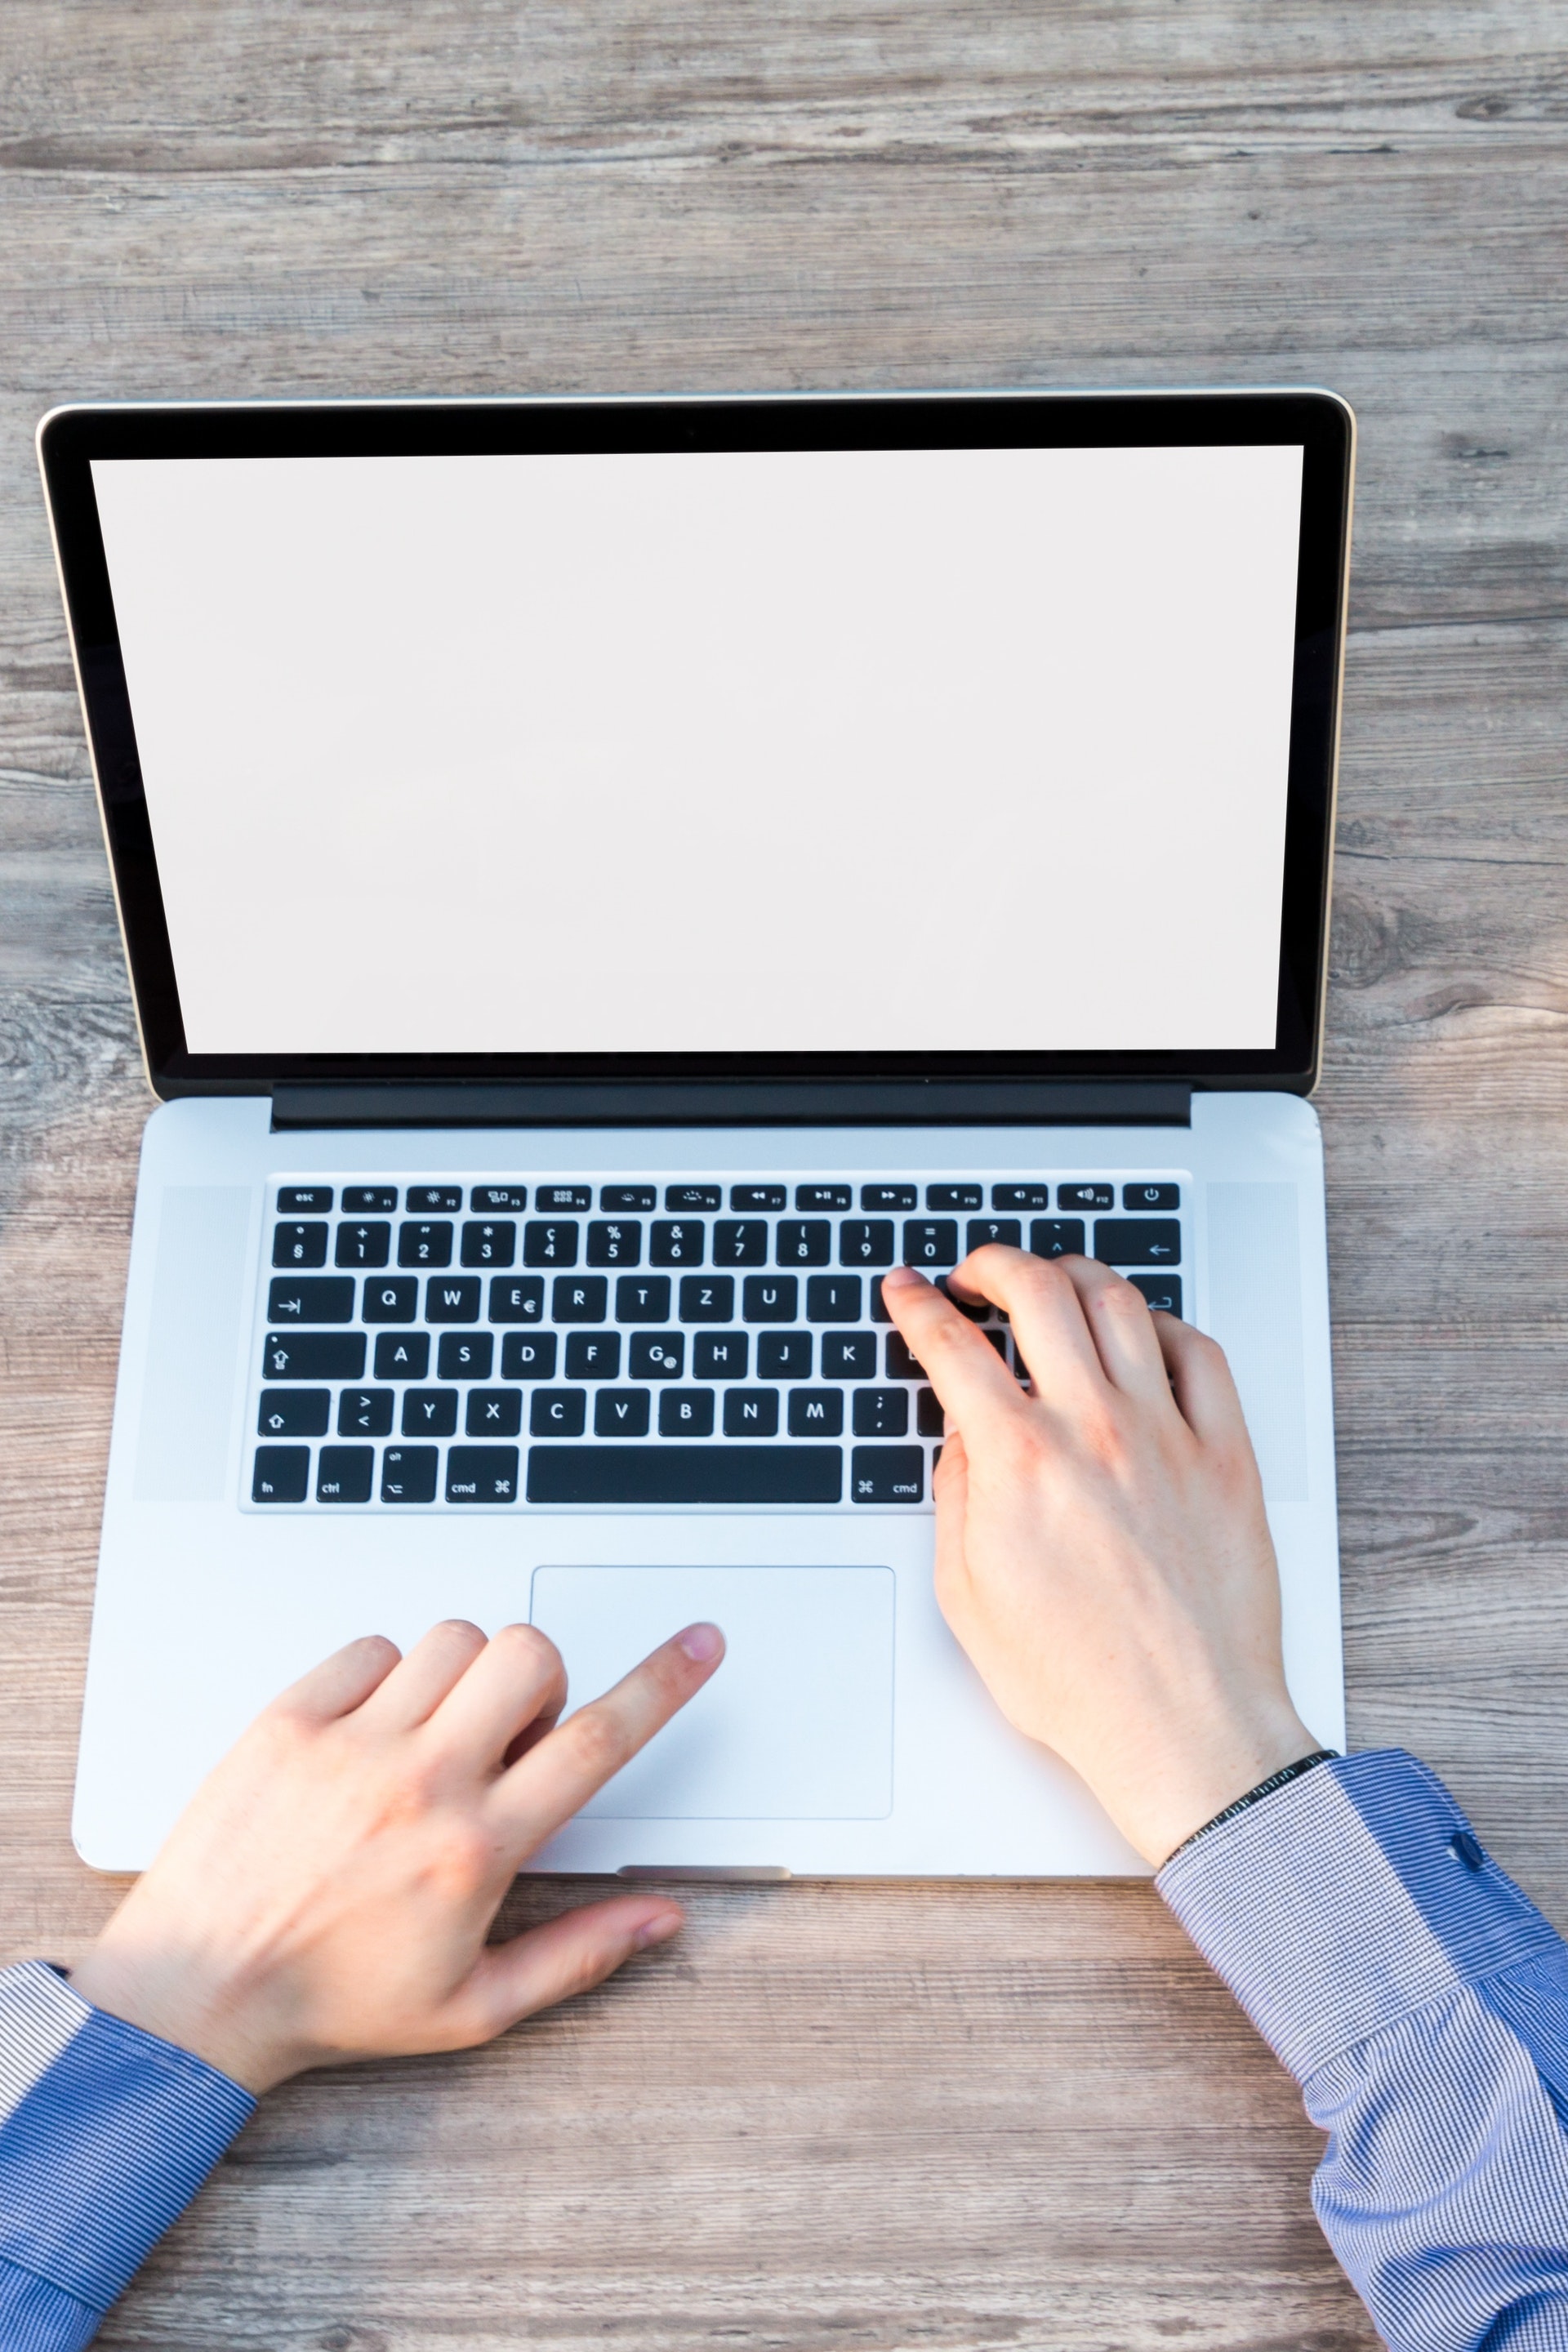 esc F1 F2 F3 F4 F5 F6 F7 F8 F9 F10 F11 F12
° + " * ç % & / ( ) = ? `
§ 1 2 3 4 5 6 7 8 9 0 ^
Q W E € R T Z U I
A S D F G @ H J K
> < Y X C V B N M ; ,
fn ctrl alt cmd ⌘ ⌘ cmd